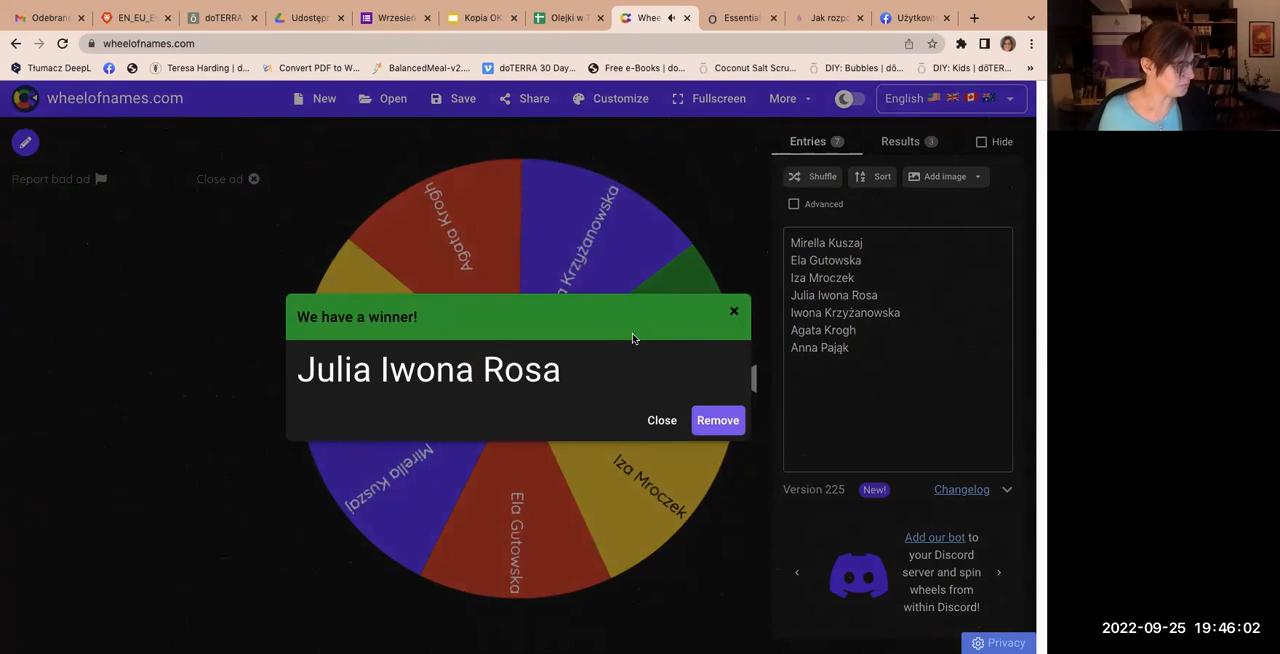 Odebran
EN_EU_E
doTERRA
Udostęp
Wrzesień
Kopia OK
Olejki w T
Whee
Essential
Jak rozpo
Użytkow
wheelofnames.com
Tłumacz DeepL
Teresa Harding | d...
Convert PDF to W...
BalancedMeal-v2....
doTERRA 30 Day...
Free e-Books | do...
Coconut Salt Scru...
DIY: Bubbles | dō...
DIY: Kids | dōTER...
wheelofnames.com
New
Open
Save
Share
Customize
Fullscreen
More
English
Report bad ad
Close ad
Entries 7
Results 3
Hide
Shuffle
Sort
Add image
Advanced
Mirella Kuszaj
Ela Gutowska
Iza Mroczek
Julia Iwona Rosa
Iwona Krzyżanowska
Agata Krogh
Anna Pająk
Agata Krogh
Krzyżanowska
We have a winner!
Julia Iwona Rosa
Close
Remove
Mirella Kuszaj
Ela Gutowska
Iza Mroczek
Version 225
New!
Changelog
Add our bot to
your Discord
server and spin
wheels from
within Discord!
Privacy
2022-09-25 19:46:02